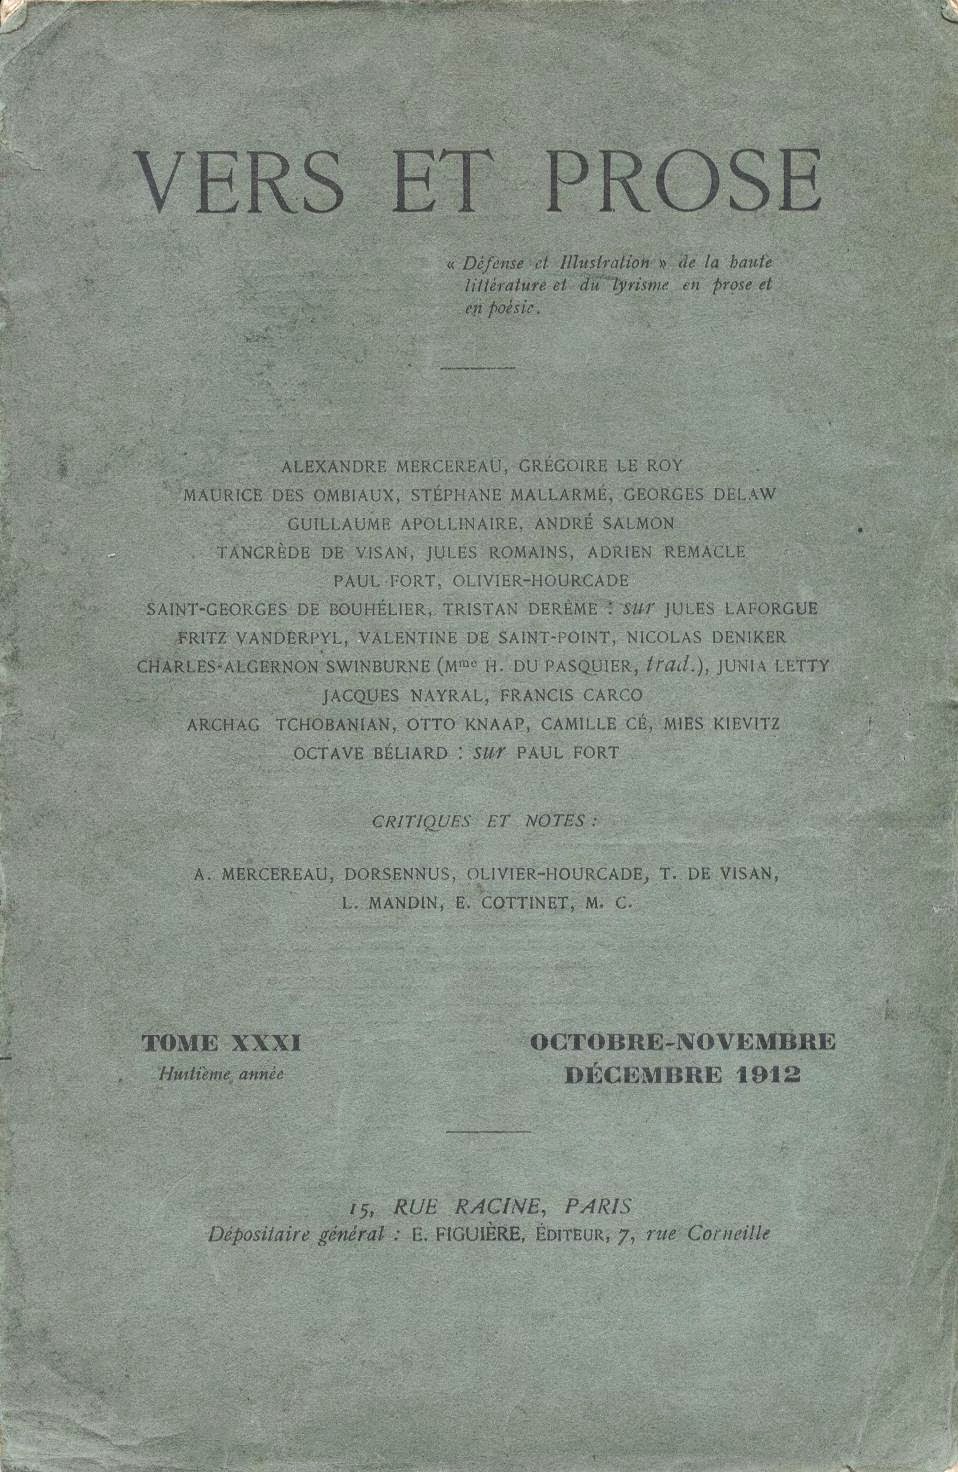 VERS ET PROSE
« Défense et Illustration » de la haute
littérature et du lyrisme en prose et
en poésie.
ALEXANDRE MERCEREAU, GRÉGOIRE LE ROY
MAURICE DES OMBIAUX, STÉPHANE MALLARMÉ, GEORGES DELAW
GUILLAUME APOLLINAIRE, ANDRÉ SALMON
TANCRÈDE DE VISAN, JULES ROMAINS, ADRIEN REMACLE
PAUL FORT, OLIVIER-HOURCADE
SAINT-GEORGES DE BOUHÉLIER, TRISTAN DERÈME : sur JULES LAFORGUE
FRITZ VANDERPYL, VALENTINE DE SAINT-POINT, NICOLAS DENIKER
CHARLES-ALGERNON SWINBURNE (Mme H. DU PASQUIER, trad.), JUNIA LETTY
JACQUES NAYRAL, FRANCIS CARCO
ARCHAG TCHOBANIAN, OTTO KNAAP, CAMILLE CÉ, MIES KIEVITZ
OCTAVE BÉLIARD : sur PAUL FORT
CRITIQUES ET NOTES :
A. MERCEREAU, DORSENNUS, OLIVIER-HOURCADE, T. DE VISAN,
L. MANDIN, E. COTTINET, M. C.
TOME XXXI
Huitième année
OCTOBRE-NOVEMBRE
DÉCEMBRE 1912
15, RUE RACINE, PARIS
Dépositaire général : E. FIGUIÈRE, ÉDITEUR, 7, rue Corneille